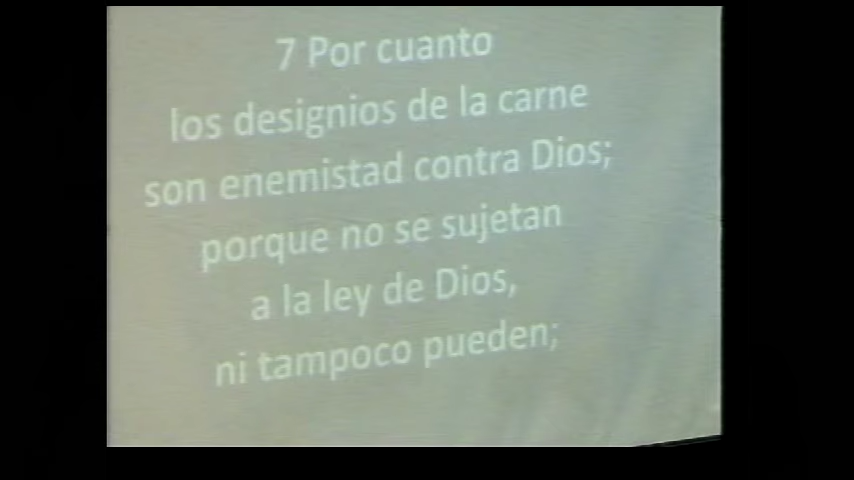 7 Por cuanto
los designios de la carne
son enemistad contra Dios;
porque no se sujetan
a la ley de Dios,
ni tampoco pueden;